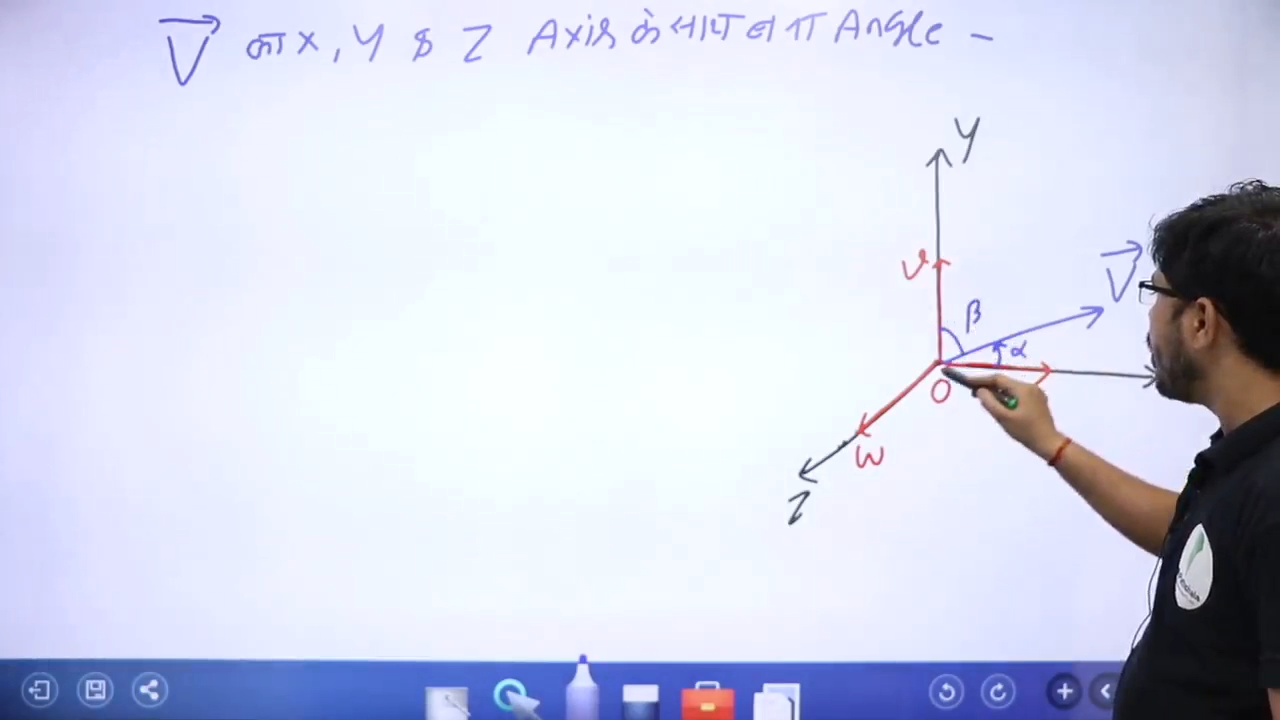 V का X, Y & Z Axis के साथ बना Angle –
Y
v
V
β
α
O
w
Z